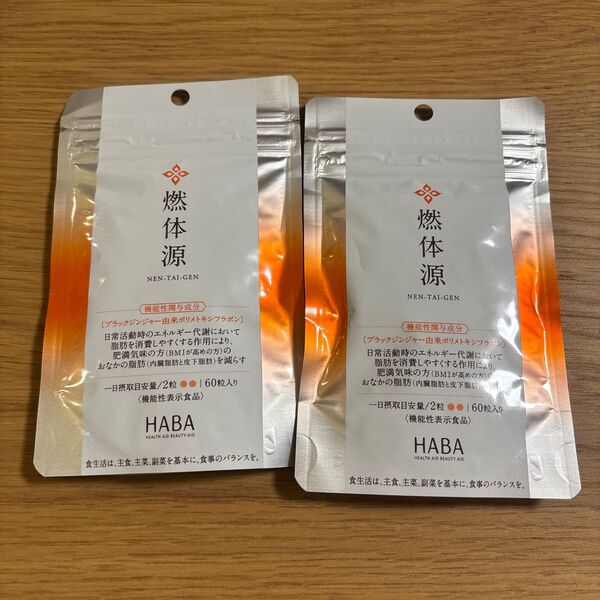 燃体源
NEN-TAI-GEN
機能性関与成分
[ブラックジンジャー由来ポリメトキシフラボン]
日常活動時のエネルギー代謝において
脂肪を消費しやすくする作用により、
肥満気味の方(BMIが高めの方)の
おなかの脂肪(内臓脂肪と皮下脂肪)を減らす
一日摂取目安量/2粒 ●● | 60粒入り
〈機能性表示食品〉
HABA
HEALTH AID BEAUTY AID
食生活は、主食、主菜、副菜を基本に、食事のバランスを。
燃体源
NEN-TAI-GEN
機能性関与成分
[ブラックジンジャー由来ポリメトキシフラボン]
日常活動時のエネルギー代謝において
脂肪を消費しやすくする作用により、
肥満気味の方(BMIが高めの方)の
おなかの脂肪(内臓脂肪と皮下脂肪)を減らす
一日摂取目安量/2粒 ●● | 60粒入り
〈機能性表示食品〉
HABA
HEALTH AID BEAUTY AID
食生活は、主食、主菜、副菜を基本に、食事のバランスを。